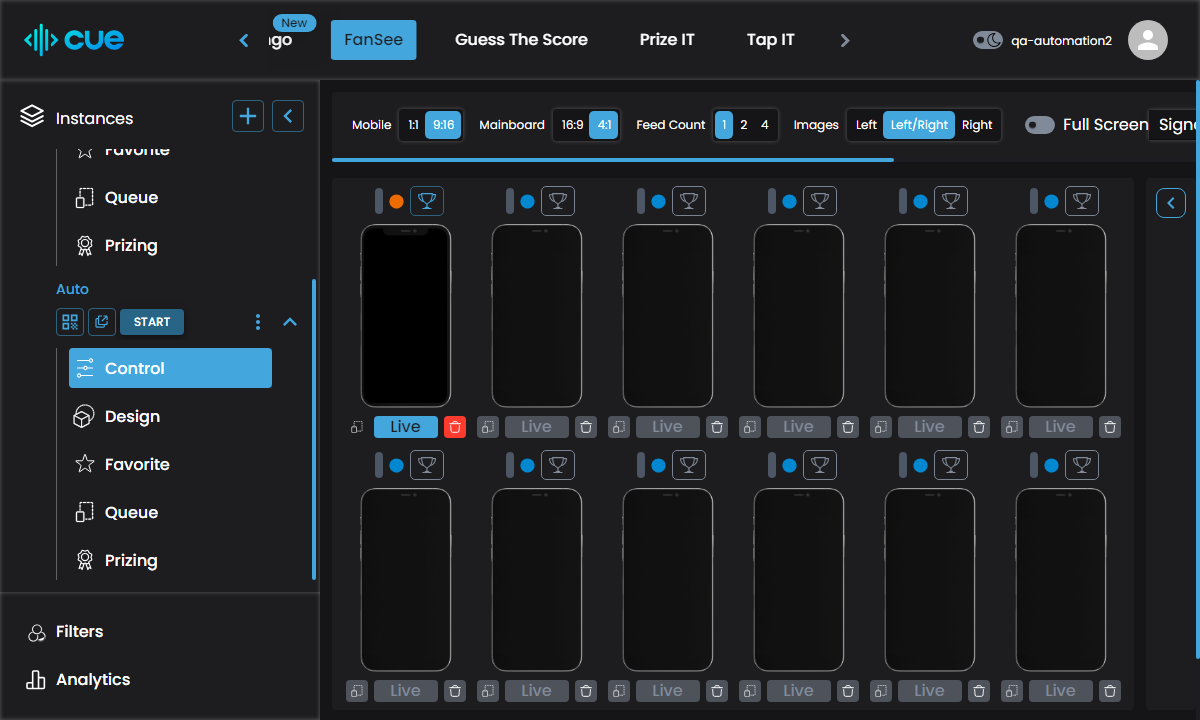 cue
New
FanSee
Guess The Score
Prize IT
Tap IT
qa-automation2
Instances
Favorite
Queue
Prizing
Auto
START
Control
Design
Favorite
Queue
Prizing
Filters
Analytics
Mobile 1:1 9:16
Mainboard 16:9 4:1
Feed Count 1 2 4
Images Left Left/Right Right
Full Screen
Live Live Live Live Live Live
Live Live Live Live Live Live